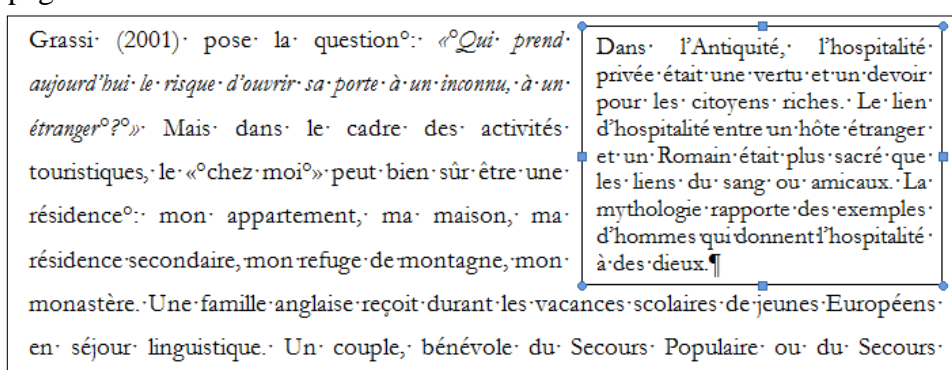 Grassi (2001) pose la question : « Qui prend
aujourd'hui le risque d'ouvrir sa porte à un inconnu, à un
étranger ? » Mais dans le cadre des activités
touristiques, le « chez moi » peut bien sûr être une
résidence : mon appartement, ma maison, ma
résidence secondaire, mon refuge de montagne, mon
monastère. Une famille anglaise reçoit durant les vacances scolaires de jeunes Européens
en séjour linguistique. Un couple, bénévole du Secours Populaire ou du Secours
Dans l'Antiquité, l'hospitalité
privée était une vertu et un devoir
pour les citoyens riches. Le lien
d'hospitalité entre un hôte étranger
et un Romain était plus sacré que
les liens du sang ou amicaux. La
mythologie rapporte des exemples
d'hommes qui donnent l'hospitalité
à des dieux.¶